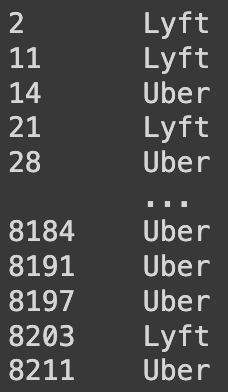 2 Lyft
11 Lyft
14 Uber
21 Lyft
28 Uber
...
8184 Uber
8191 Uber
8197 Uber
8203 Lyft
8211 Uber